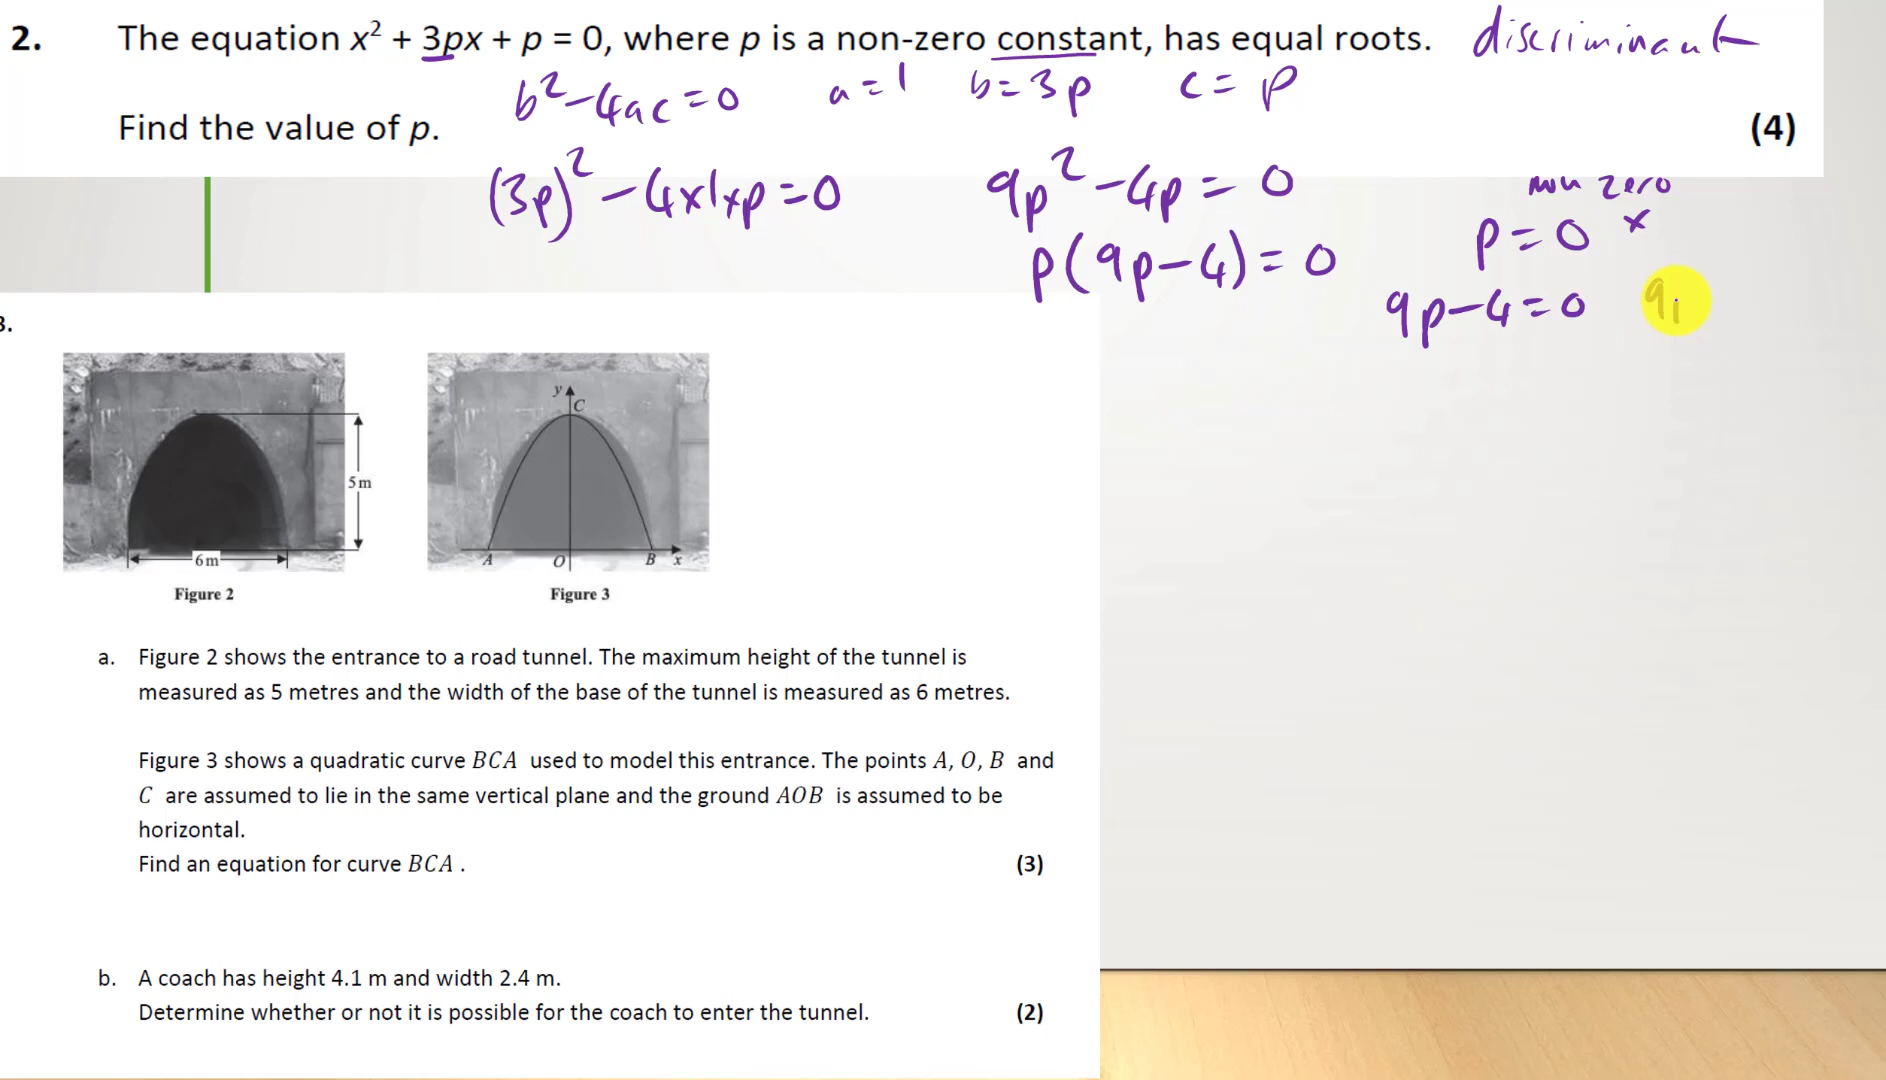 2. The equation x² + 3px + p = 0, where p is a non-zero constant, has equal roots. discriminant
b²-4ac=0 a=1 b=3p c=p
Find the value of p. (4)
(3p)²-4×1×p=0 9p²-4p=0 non zero
p=0 ×
p(9p-4)=0
9p-4=0 9
3.
y
C
5 m
6 m
A O B x
Figure 2 Figure 3
a. Figure 2 shows the entrance to a road tunnel. The maximum height of the tunnel is
measured as 5 metres and the width of the base of the tunnel is measured as 6 metres.
Figure 3 shows a quadratic curve BCA used to model this entrance. The points A, O, B and
C are assumed to lie in the same vertical plane and the ground AOB is assumed to be
horizontal.
Find an equation for curve BCA . (3)
b. A coach has height 4.1 m and width 2.4 m.
Determine whether or not it is possible for the coach to enter the tunnel. (2)